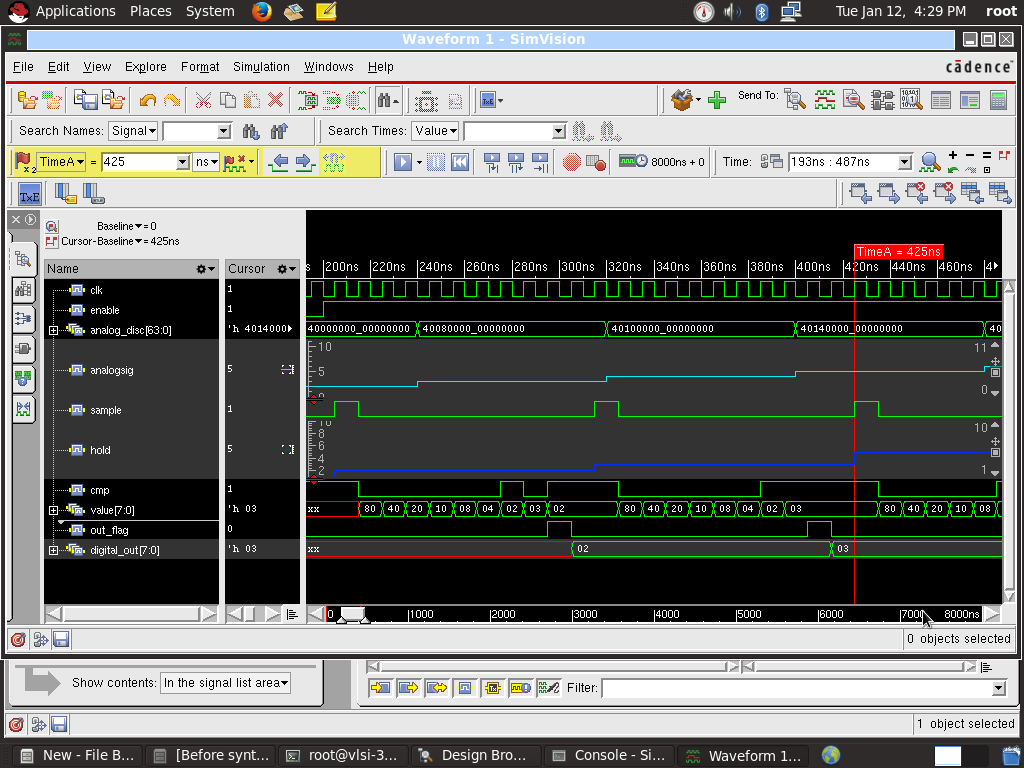 Applications Places System Tue Jan 12, 4:29 PM root
Waveform 1 - SimVision
File Edit View Explore Format Simulation Windows Help cādence
Send To:
Search Names: Signal Search Times: Value
TimeA = 425 ns 8000ns + 0 Time: 193ns : 487ns
TxE
Baseline = 0
Cursor-Baseline = 425ns
TimeA = 425ns
Name Cursor s 200ns 220ns 240ns 260ns 280ns 300ns 320ns 340ns 360ns 380ns 400ns 420ns 440ns 460ns 4
clk 1
enable 1
analog_disc[63:0] 'h 4014000 40000000_00000000 40080000_00000000 40100000_00000000 40140000_00000000 40
10 11
analogsig 5 5
0 0
sample 1
10 10
8
hold 5 6
4
2 1
cmp 1
value[7:0] 'h 03 xx 80 40 20 10 08 04 02 03 02 80 40 20 10 08 04 02 03 80 40 20 10 08
out_flag 0
digital_out[7:0] 'h 03 xx 02 03
0 1000 2000 3000 4000 5000 6000 7000 8000ns
0 objects selected
Show contents: In the signal list area Filter:
1 object selected
New - File B... [Before synt... root@vlsi-3... Design Bro... Console - Si... Waveform 1...